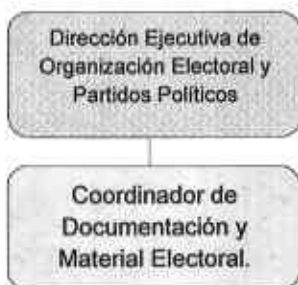 Dirección Ejecutiva de
Organización Electoral y
Partidos Políticos
Coordinador de
Documentación y
Material Electoral.